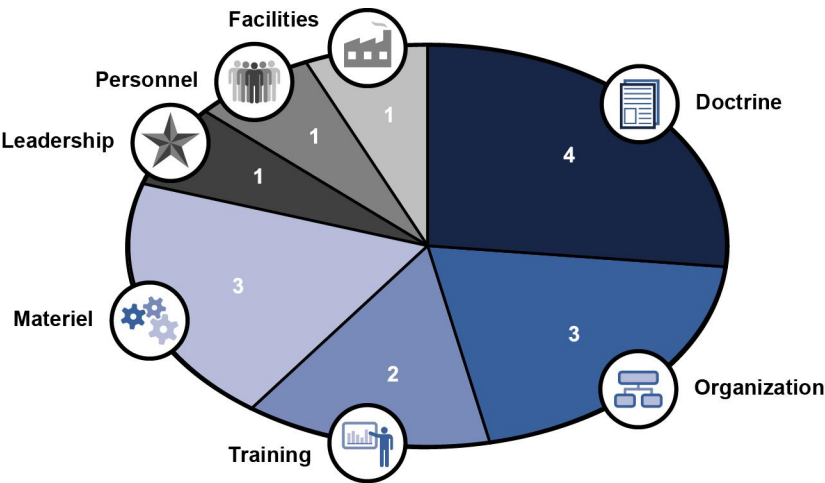 Facilities
1
Personnel
1
Leadership
1
Doctrine
4
Materiel
3
Organization
3
Training
2